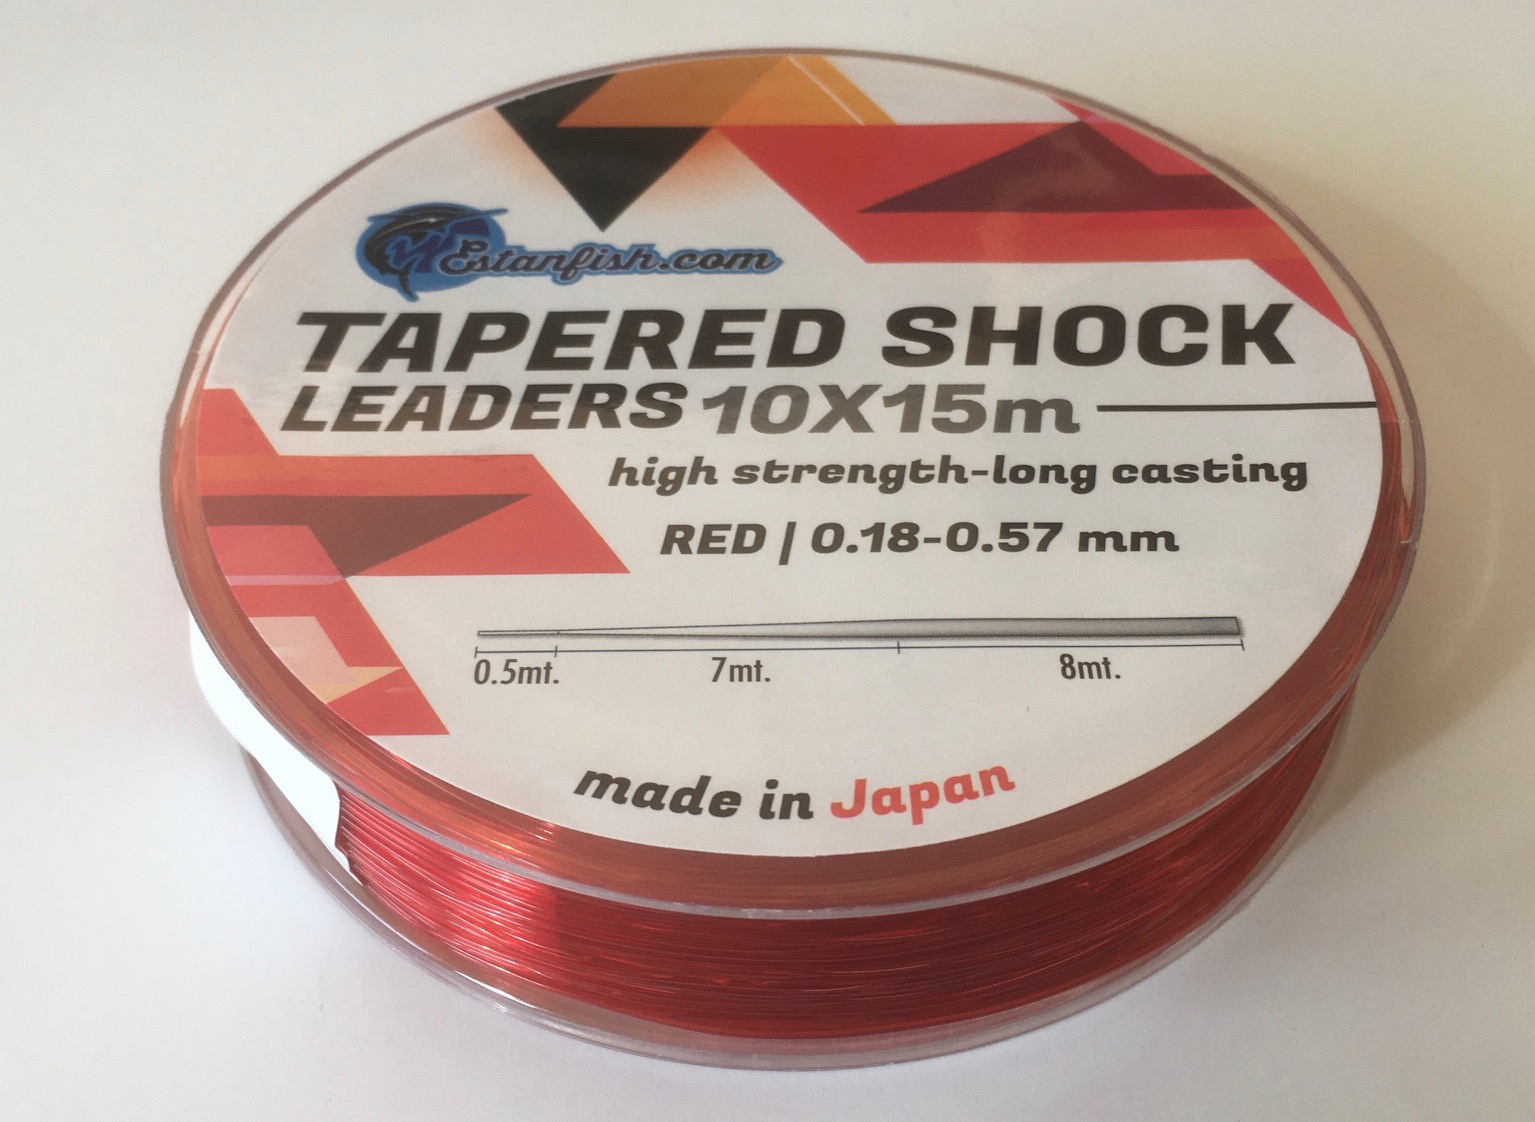 Estanfish.com
TAPERED SHOCK
LEADERS 10X15m
high strength-long casting
RED | 0.18-0.57 mm
0.5mt. 7mt. 8mt.
made in Japan